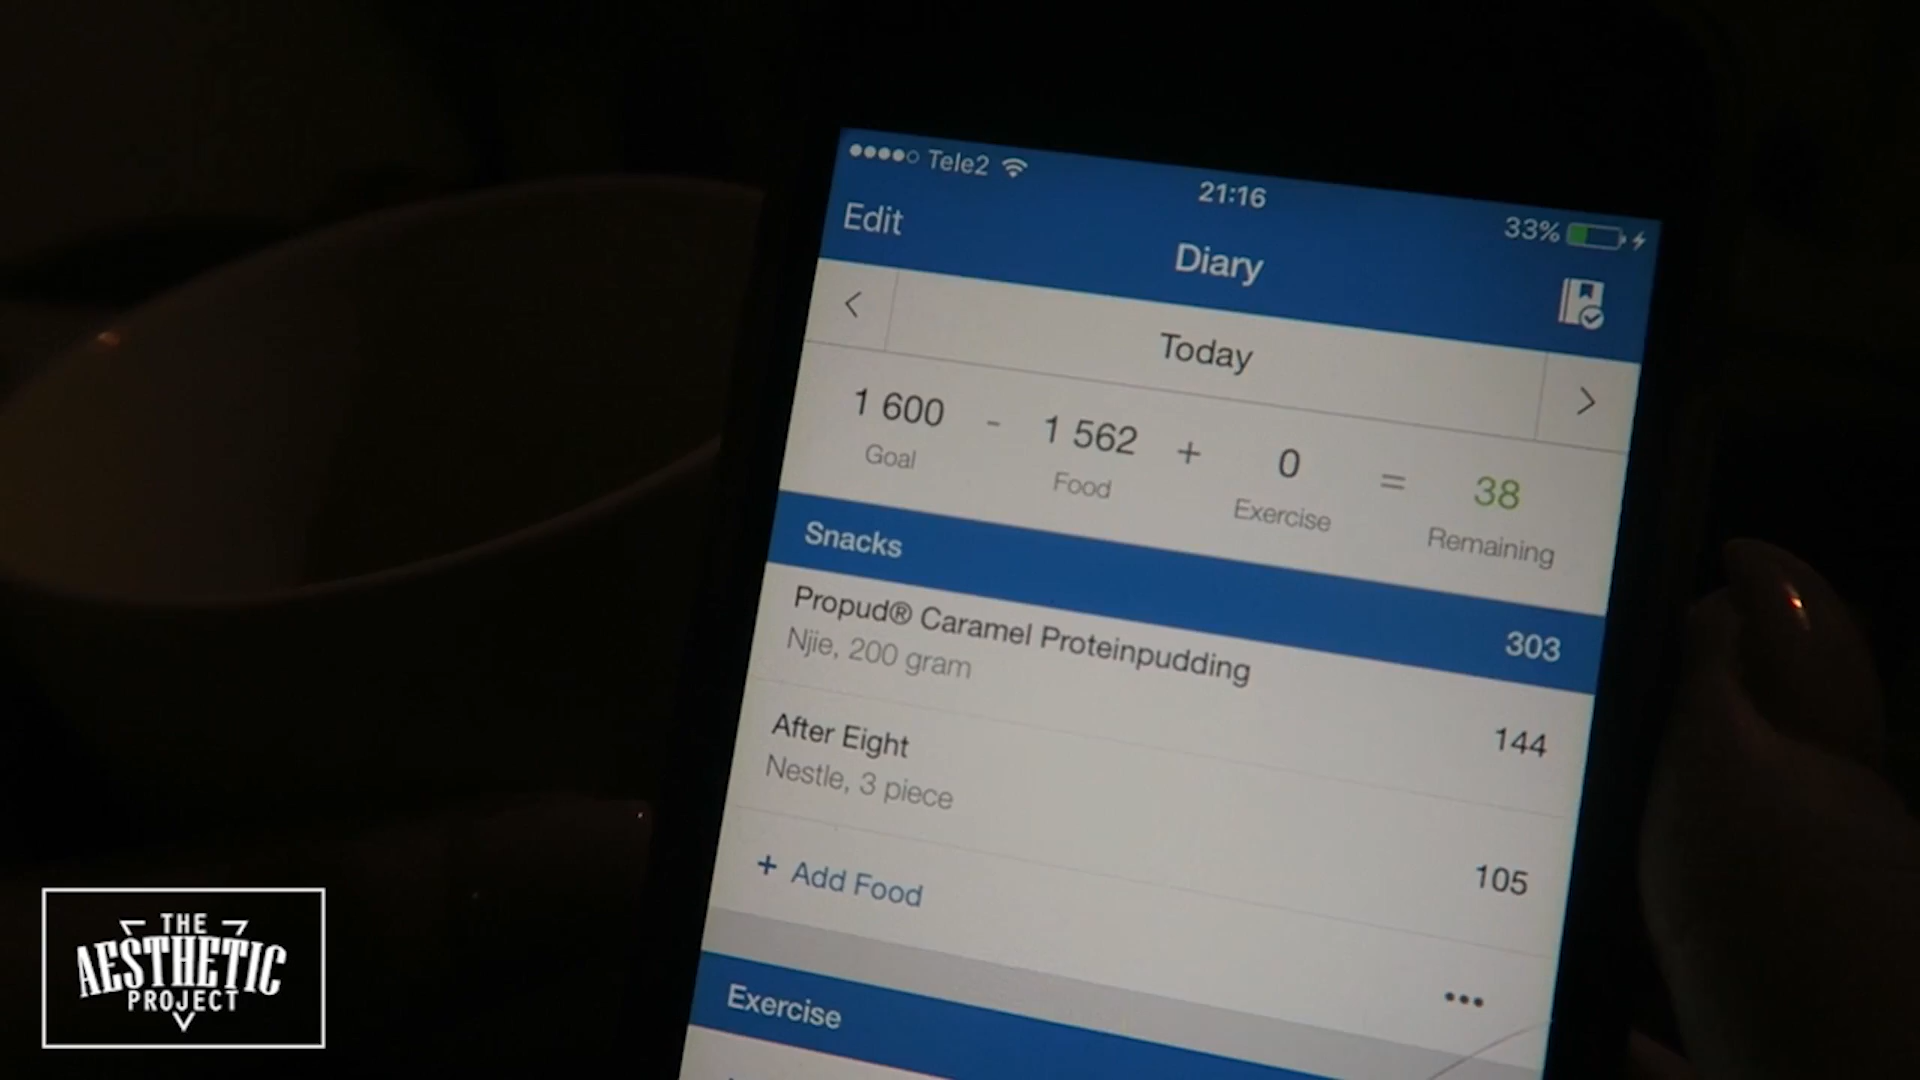 Tele2
21:16
33%
Edit
Diary
Today
1 600 - 1 562 + 0 = 38
Goal Food Exercise Remaining
Snacks 303
Propud® Caramel Proteinpudding 144
Njie, 200 gram
After Eight 105
Nestle, 3 piece
+ Add Food
Exercise
THE
AESTHETIC
PROJECT